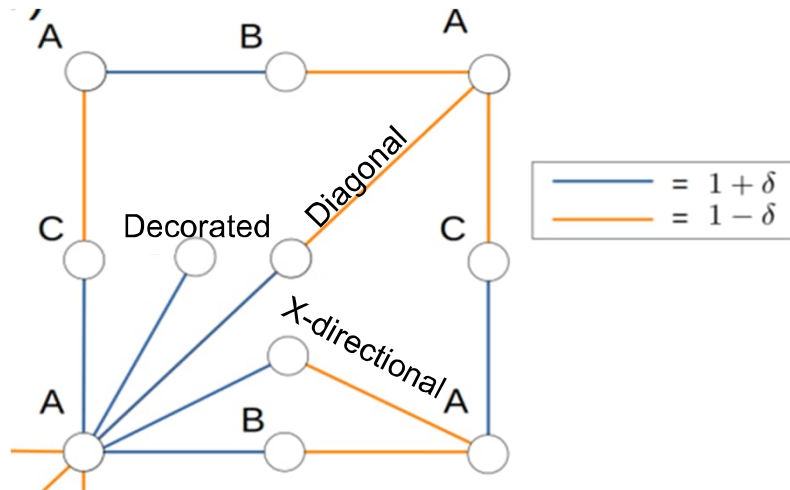 A B A
= 1 + δ
= 1 − δ
Diagonal
C Decorated C
X-directional
A B A